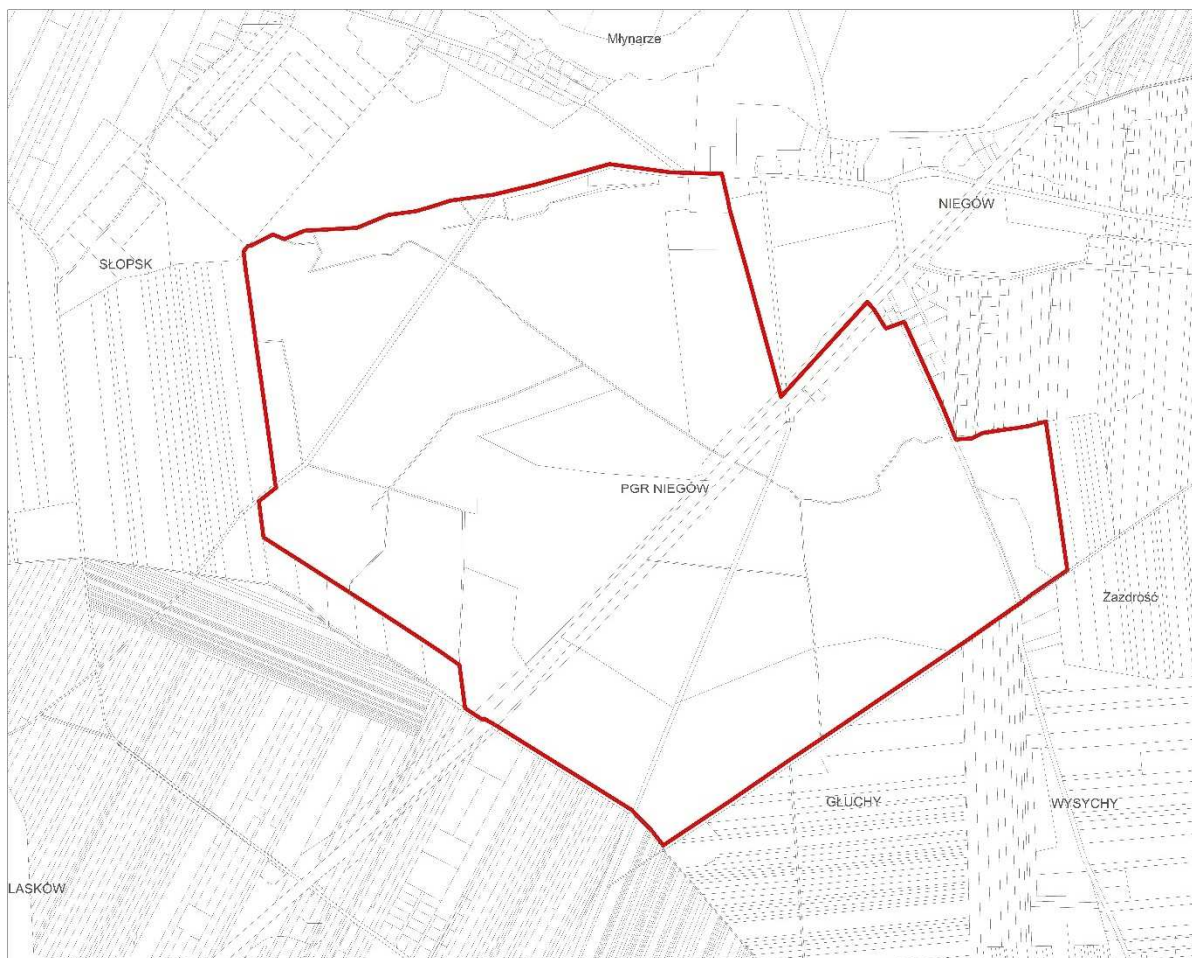 Młynarze
NIEGÓW
SŁOPSK
PGR NIEGÓW
Zazdrość
GŁUCHY
WYSYCHY
LASKÓW